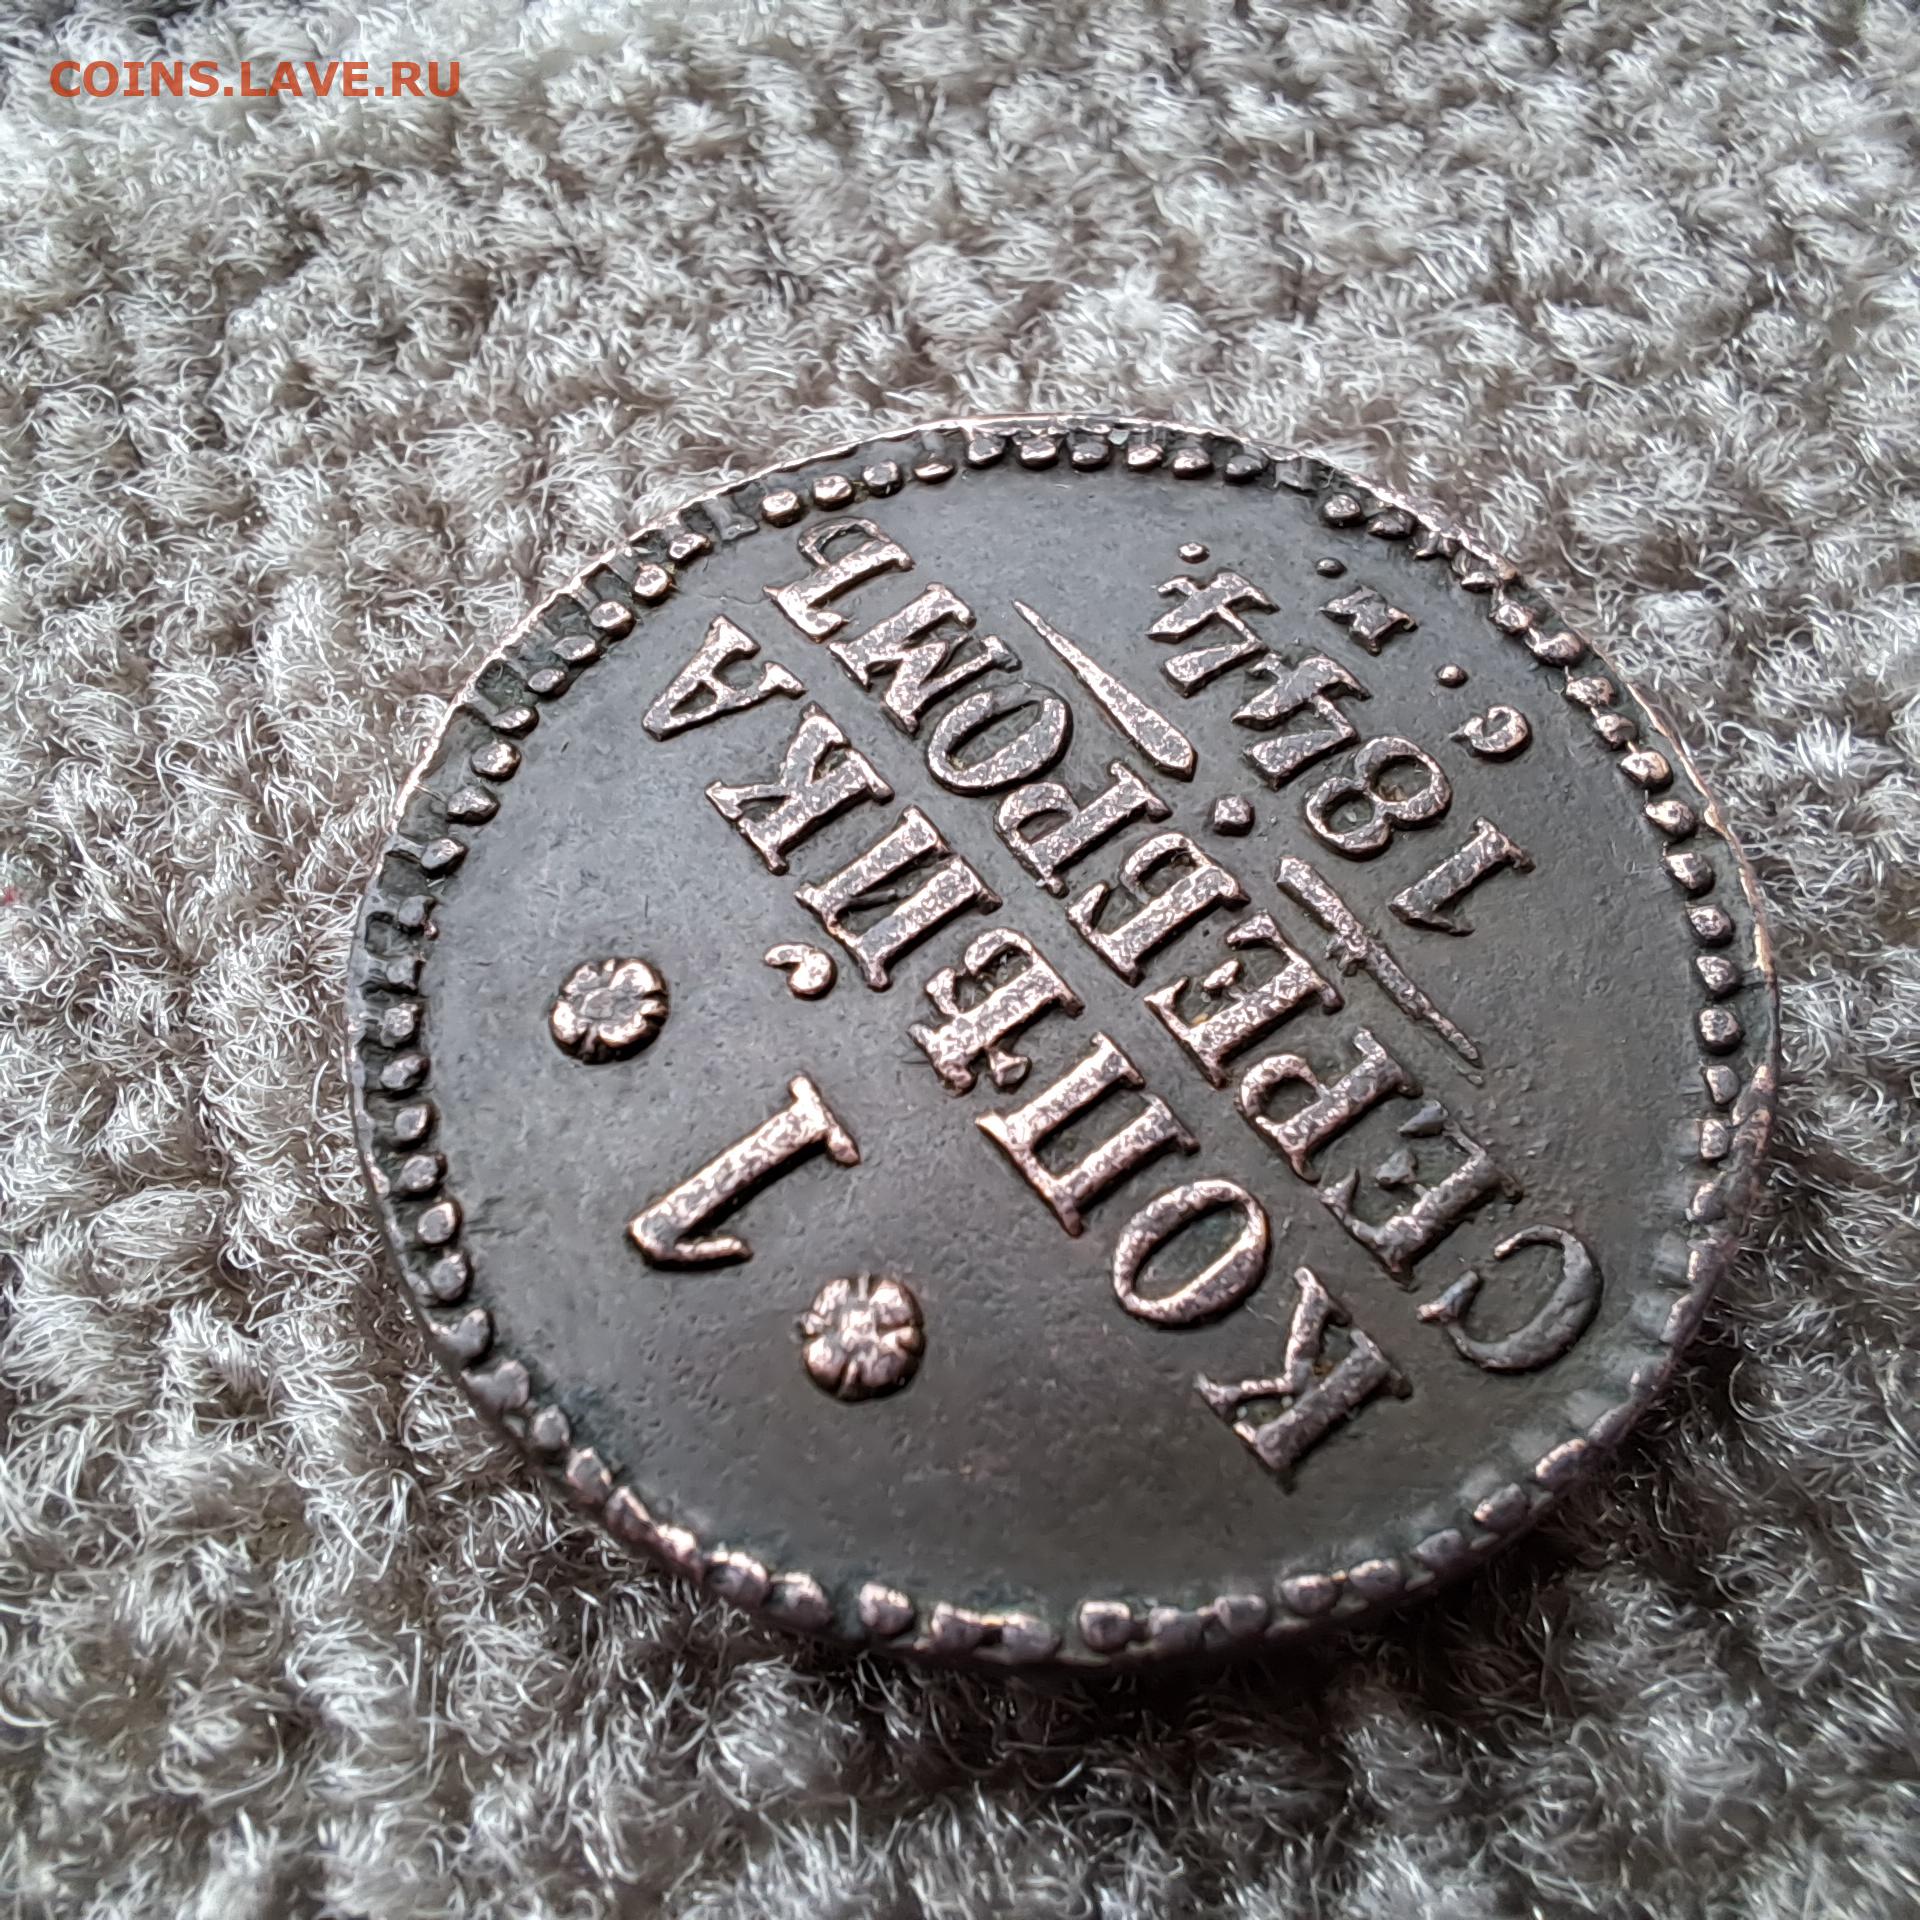 COINS.LAVE.RU
1
КОПѢЙКА
СЕРЕБРОМЪ
1844.
С. М.